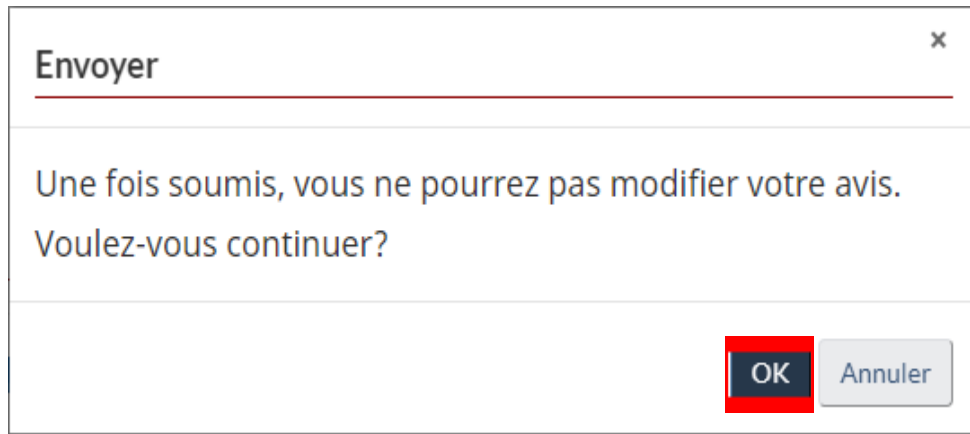 Envoyer
×
Une fois soumis, vous ne pourrez pas modifier votre avis.
Voulez-vous continuer?
OK Annuler